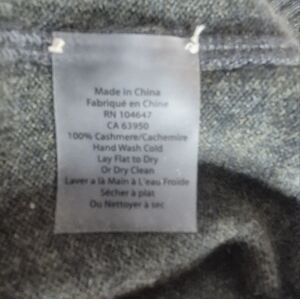 Made in China
Fabriqué en Chine
RN 104647
CA 63950
100% Cashmere/Cachemire
Hand Wash Cold
Lay Flat to Dry
Or Dry Clean
Laver a là Main à L'eau Froide
Sécher à plat
Ou Nettoyer à sec